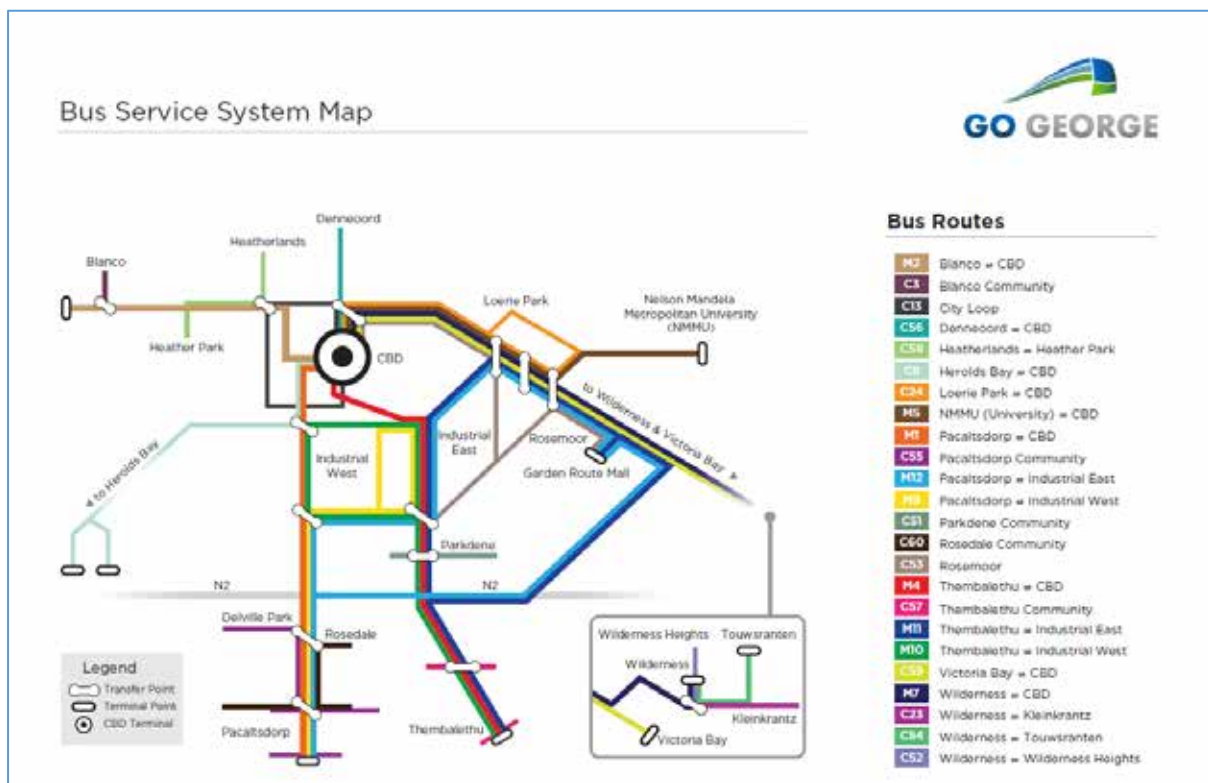 Bus Service System Map
GO GEORGE
Denneoord
Heatherlands
Blanco
Loerie Park
Nelson Mandela
Metropolitan University
(NMMU)
Heather Park
CBD
to Wilderness & Victoria Bay
Industrial
East
Rosemoor
Industrial
West
Garden Route Mall
to Herolds Bay
Parkdene
N2
N2
Delville Park
Rosedale
Wilderness Heights
Touwsranten
Wilderness
Kleinkrantz
Victoria Bay
Pacaltsdorp
Thembalethu
Legend
Transfer Point
Terminal Point
CBD Terminal
Bus Routes
M2 Blanco = CBD
C3 Blanco Community
C13 City Loop
C56 Denneoord = CBD
Heatherlands = Heather Park
Herolds Bay = CBD
C24 Loerie Park = CBD
M5 NMMU (University) = CBD
M1 Pacaltsdorp = CBD
C55 Pacaltsdorp Community
M12 Pacaltsdorp = Industrial East
Pacaltsdorp = Industrial West
C51 Parkdene Community
C60 Rosedale Community
C53 Rosemoor
M4 Thembalethu = CBD
C57 Thembalethu Community
M11 Thembalethu = Industrial East
M10 Thembalethu = Industrial West
Victoria Bay = CBD
M7 Wilderness = CBD
C23 Wilderness = Kleinkrantz
C54 Wilderness = Touwsranten
C52 Wilderness = Wilderness Heights